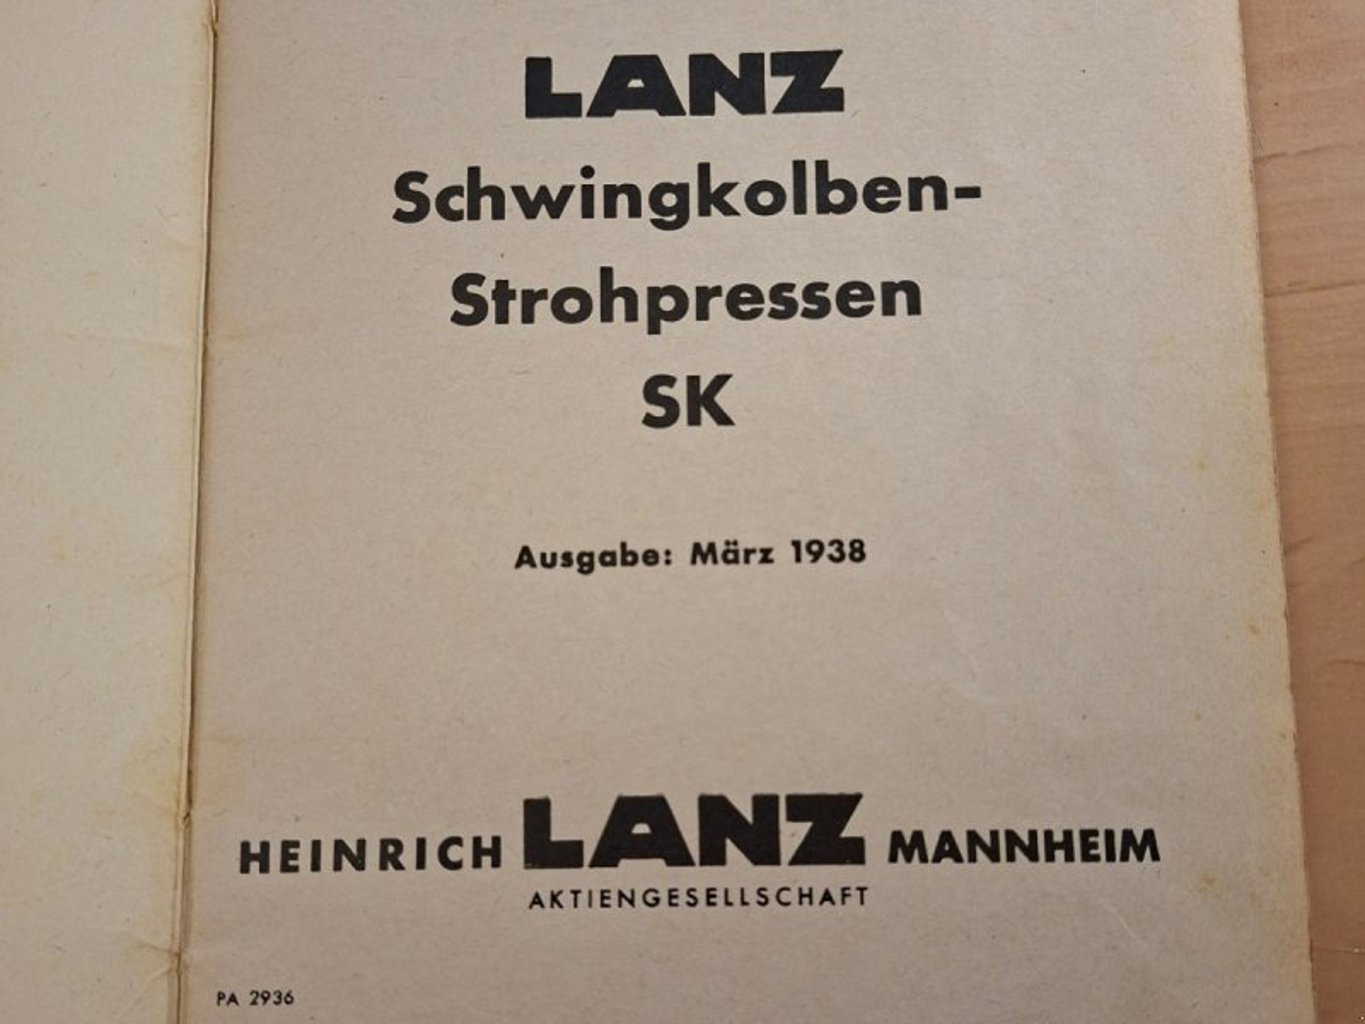 LANZ
Schwingkolben-
Strohpressen
SK
Ausgabe: März 1938
HEINRICH LANZ MANNHEIM
AKTIENGESELLSCHAFT
PA 2936